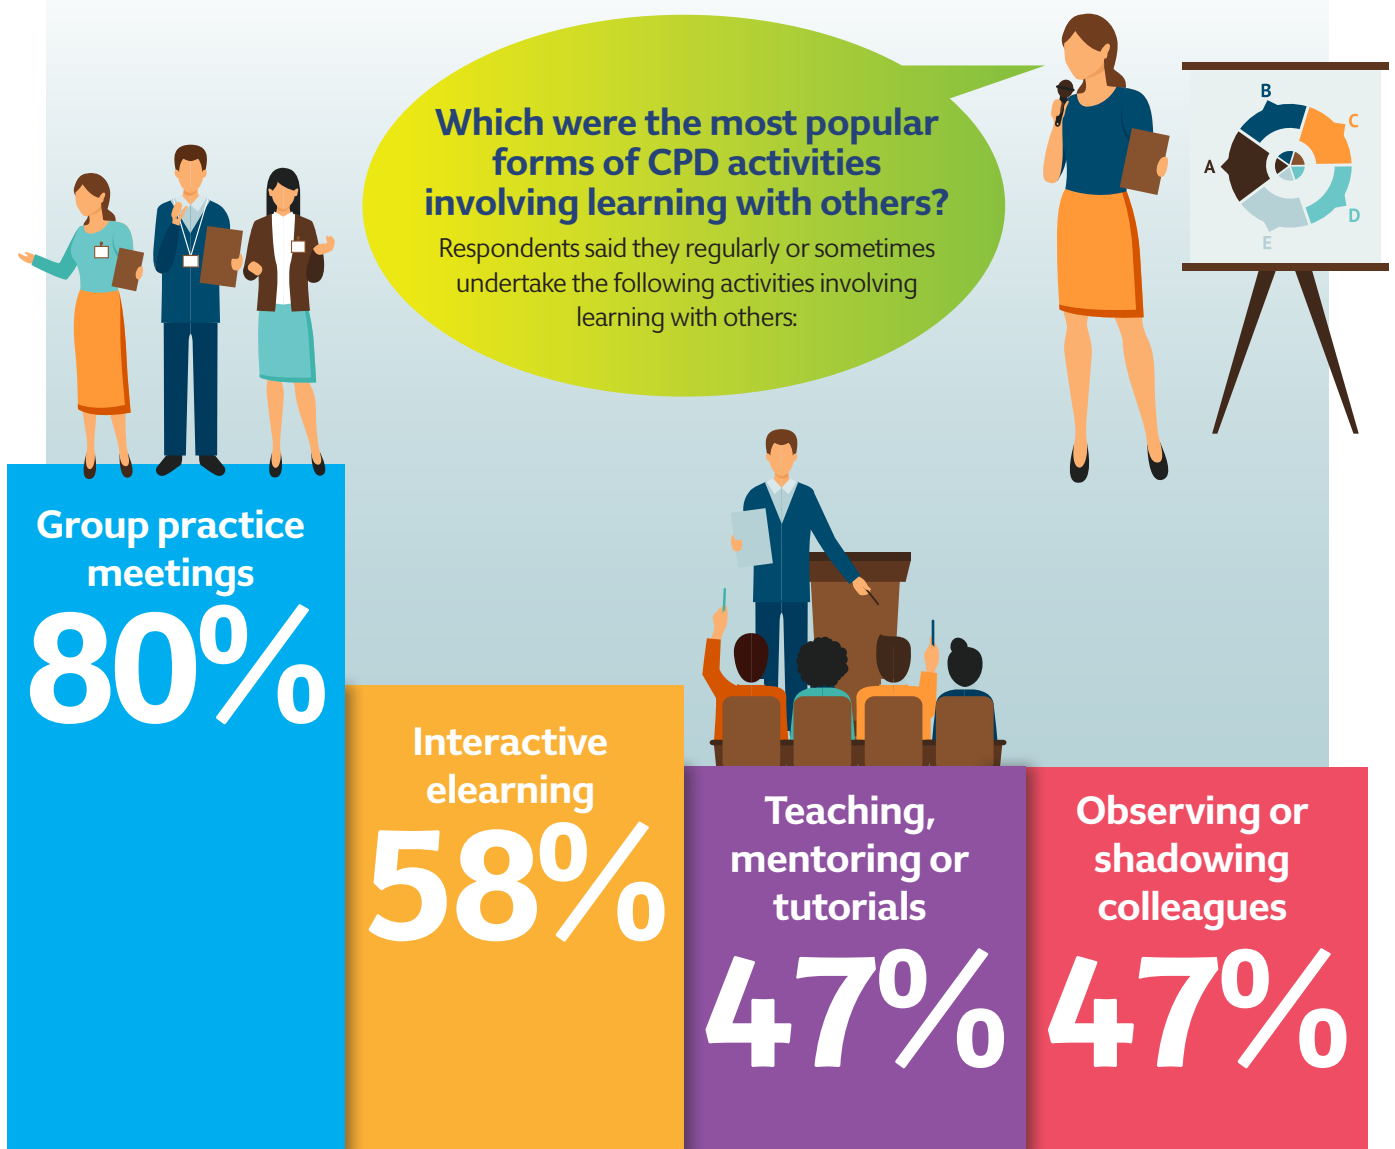 Which were the most popular
forms of CPD activities
involving learning with others?
Respondents said they regularly or sometimes
undertake the following activities involving
learning with others:
B
C
A
D
E
Group practice
meetings
80%
Interactive
elearning
58%
Teaching,
mentoring or
tutorials
47%
Observing or
shadowing
colleagues
47%